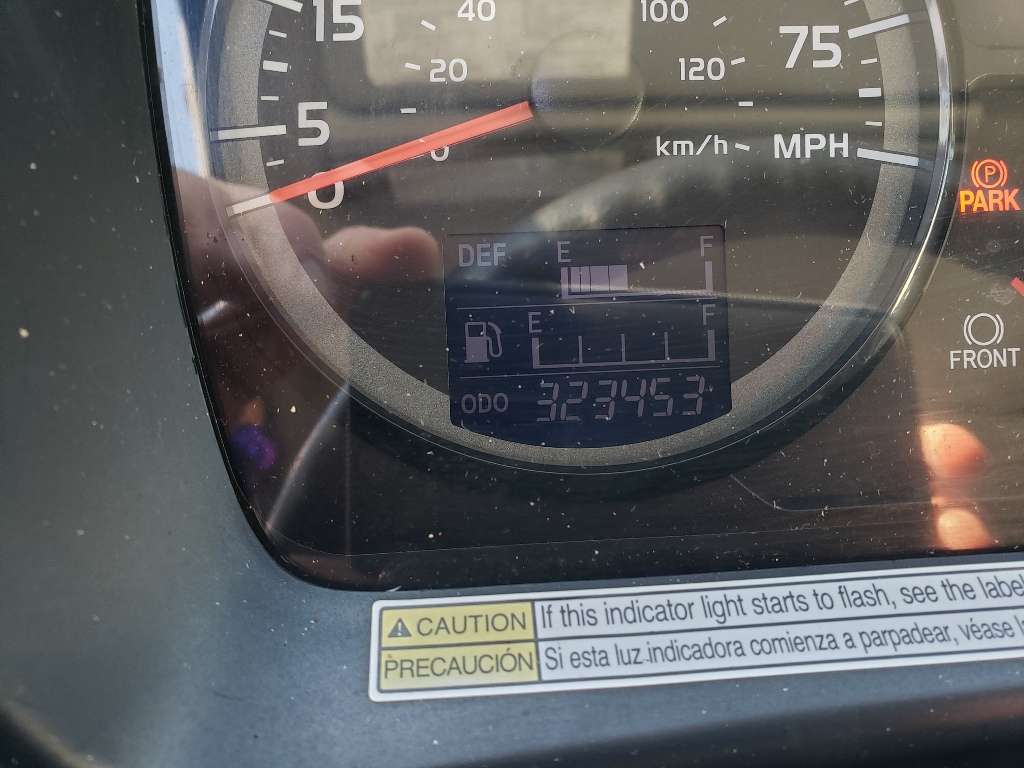 15 40 100 75
20 120
5
0 0 km/h MPH
PARK
DEF E F
E F
FRONT
ODO 323453
CAUTION If this indicator light starts to flash, see the label
PRECAUCIÓN Si esta luz indicadora comienza a parpadear, véase